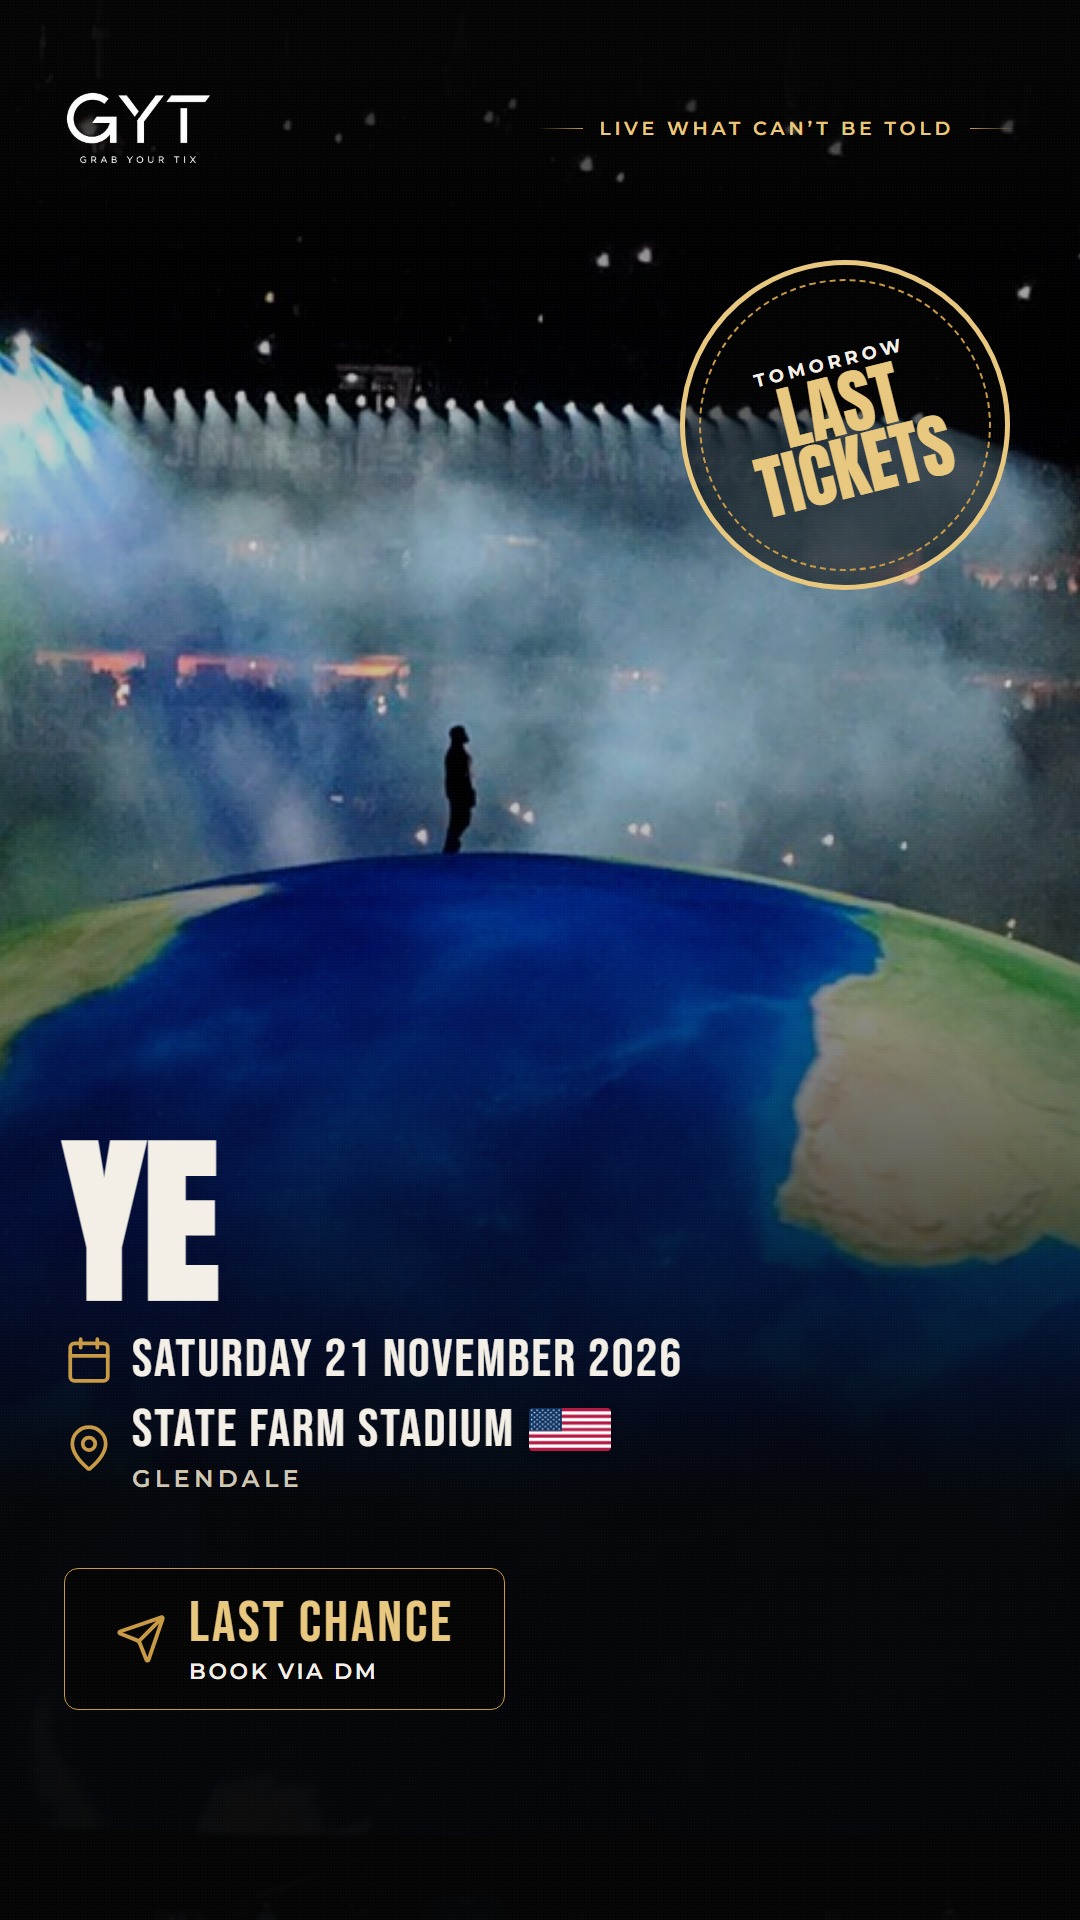 GYT
GRAB YOUR TIX
LIVE WHAT CAN’T BE TOLD
TOMORROW
LAST
TICKETS
YE
SATURDAY 21 NOVEMBER 2026
STATE FARM STADIUM
GLENDALE
LAST CHANCE
BOOK VIA DM